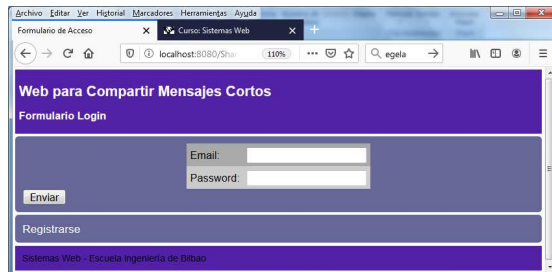 Archivo Editar Ver Historial Marcadores Herramientas Ayuda
Formulario de Acceso Curso: Sistemas Web
localhost:8080/Shar 110% egela
Web para Compartir Mensajes Cortos
Formulario Login
Email:
Password:
Enviar
Registrarse
Sistemas Web - Escuela Ingeniería de Bilbao